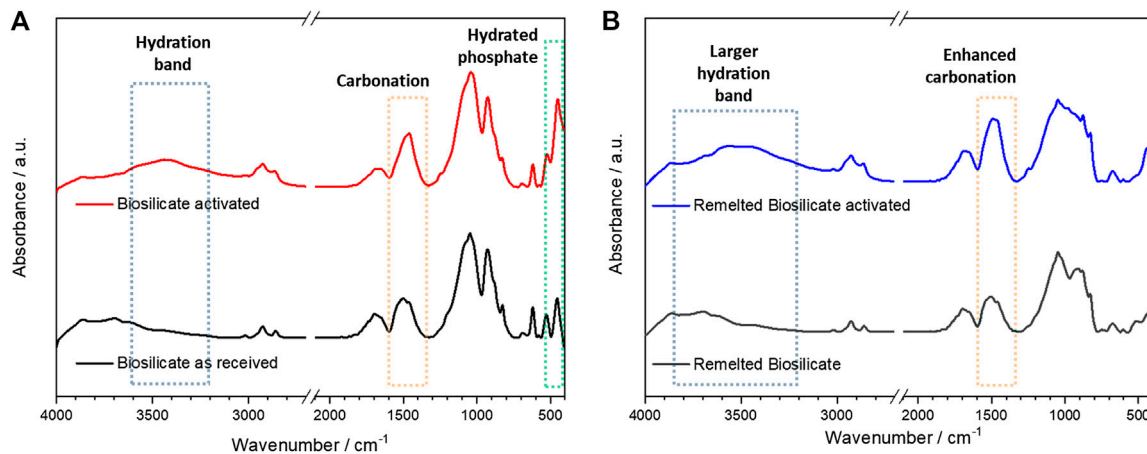 A
Hydration
band
Hydrated
phosphate
Carbonation
Absorbance / a.u.
Biosilicate activated
Biosilicate as received
4000 3500 3000 2000 1500 1000 500
Wavenumber / cm-1
B
Larger
hydration
band
Enhanced
carbonation
Absorbance / a.u.
Remelted Biosilicate activated
Remelted Biosilicate
4000 3500 3000 2000 1500 1000 500
Wavenumber / cm-1